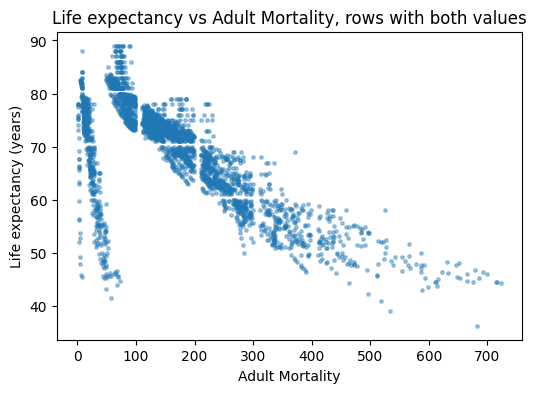 Life expectancy vs Adult Mortality, rows with both values
Life expectancy (years)
90
80
70
60
50
40
0 100 200 300 400 500 600 700
Adult Mortality